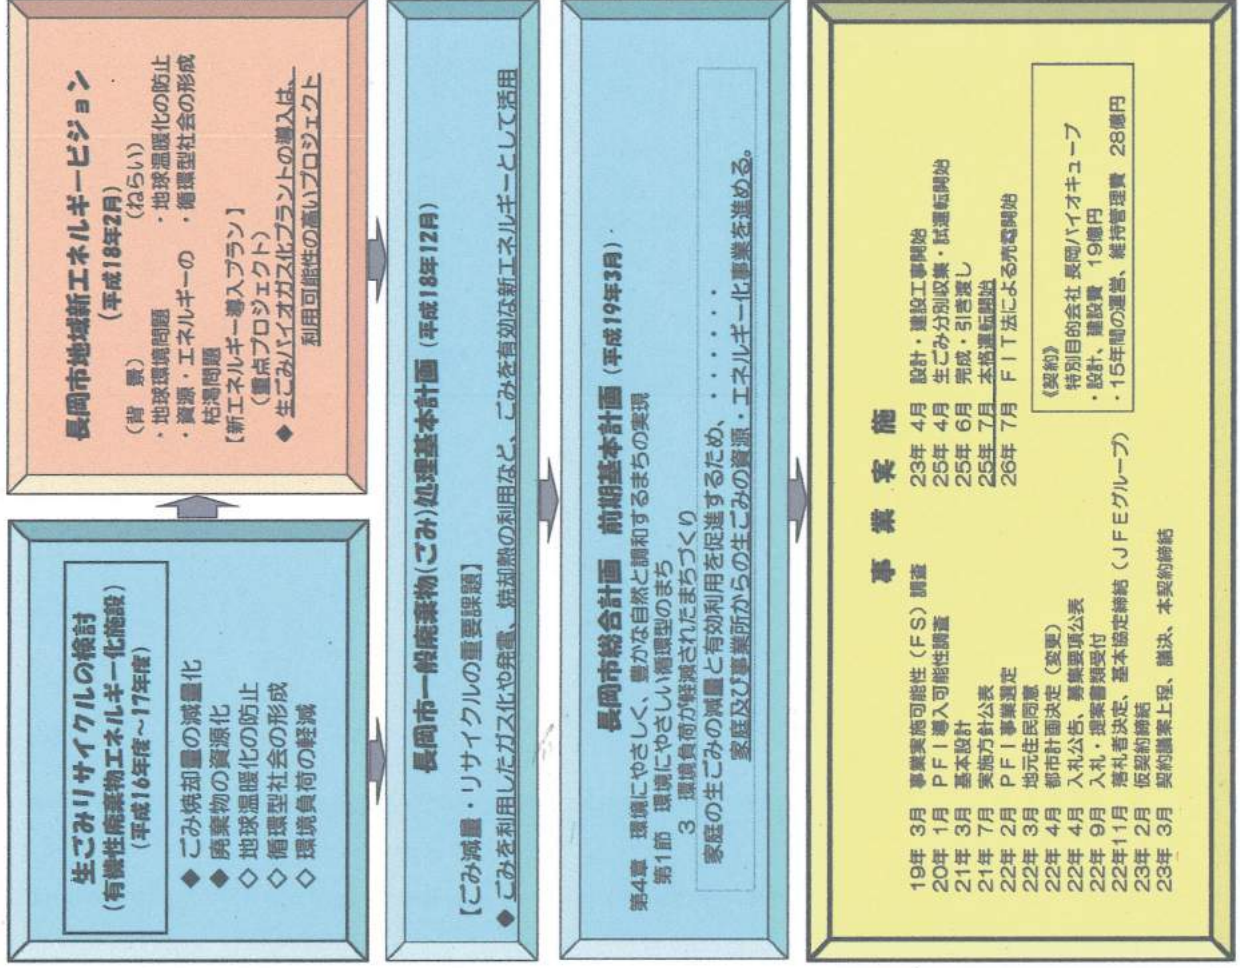 生ごみリサイクルの検討
(有機性廃棄物エネルギー化施設)
(平成16年度～17年度)
◆ ごみ焼却量の減量化
◆ 廃棄物の資源化
◇ 地球温暖化の防止
◇ 循環型社会の形成
◇ 環境負荷の軽減
長岡市地域新エネルギービジョン
(平成18年2月)
(背 景) (ねらい)
・地球環境問題 ・地球温暖化の防止
・資源・エネルギーの ・循環型社会の形成
枯渇問題
【新エネルギー導入プラン】
(重点プロジェクト)
◆ 生ごみバイオガス化プラントの導入は、
利用可能性の高いプロジェクト
長岡市一般廃棄物(ごみ)処理基本計画 (平成18年12月)
【ごみ減量・リサイクルの重要課題】
◆ ごみを利用したガス化や発電、焼却熱の利用など、ごみを有効な新エネルギーとして活用
長岡市総合計画 前期基本計画 (平成19年3月)
第4章 環境にやさしく、豊かな自然と調和するまちの実現
第1節 環境にやさしい循環型のまち
3 環境負荷が軽減されたまちづくり
家庭の生ごみの減量と有効利用を促進するため、・・・・・・
家庭及び事業所からの生ごみの資源・エネルギー化事業を進める。
事 業 実 施
19年 3月 事業実施可能性(FS)調査
20年 1月 PFI導入可能性調査
21年 3月 基本設計
21年 7月 実施方針公表
22年 2月 PFI事業選定
22年 3月 地元住民同意
22年 4月 都市計画決定(変更)
22年 4月 入札公告、募集要項公表
22年 9月 入札・提案書類受付
22年11月 落札者決定、基本協定締結(JFEグループ)
23年 2月 仮契約締結
23年 3月 契約議案上程、議決、本契約締結
23年 4月 設計・建設工事開始
25年 4月 生ごみ分別収集・試運転開始
25年 6月 完成・引き渡し
25年 7月 本格運転開始
26年 7月 FIT法による売電開始
《契約》
特別目的会社 長岡バイオキューブ
・設計、建設費 19億円
・15年間の運営、維持管理費 28億円